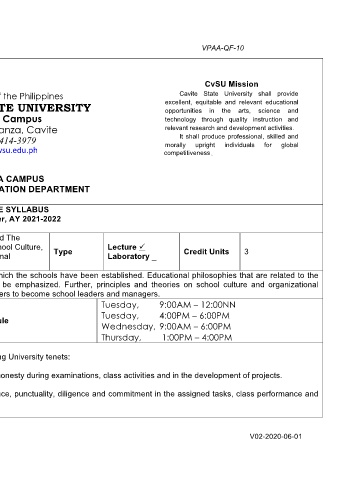 VPAA-QF-10
f the Philippines
TE UNIVERSITY
Campus
anza, Cavite
414-3979
vsu.edu.ph
CvSU Mission
Cavite State University shall provide
excellent, equitable and relevant educational
opportunities in the arts, science and
technology through quality instruction and
relevant research and development activities.
It shall produce professional, skilled and
morally upright individuals for global
competitiveness.
A CAMPUS
ATION DEPARTMENT
E SYLLABUS
er, AY 2021-2022
d The
hool Culture,
nal
Type
Lecture ✓
Laboratory _
Credit Units
3
hich the schools have been established. Educational philosophies that are related to the
be emphasized. Further, principles and theories on school culture and organizational
ers to become school leaders and managers.
ule
Tuesday, 9:00AM – 12:00NN
Tuesday, 4:00PM – 6:00PM
Wednesday, 9:00AM – 6:00PM
Thursday, 1:00PM – 4:00PM
ng University tenets:
onesty during examinations, class activities and in the development of projects.
ce, punctuality, diligence and commitment in the assigned tasks, class performance and
V02-2020-06-01